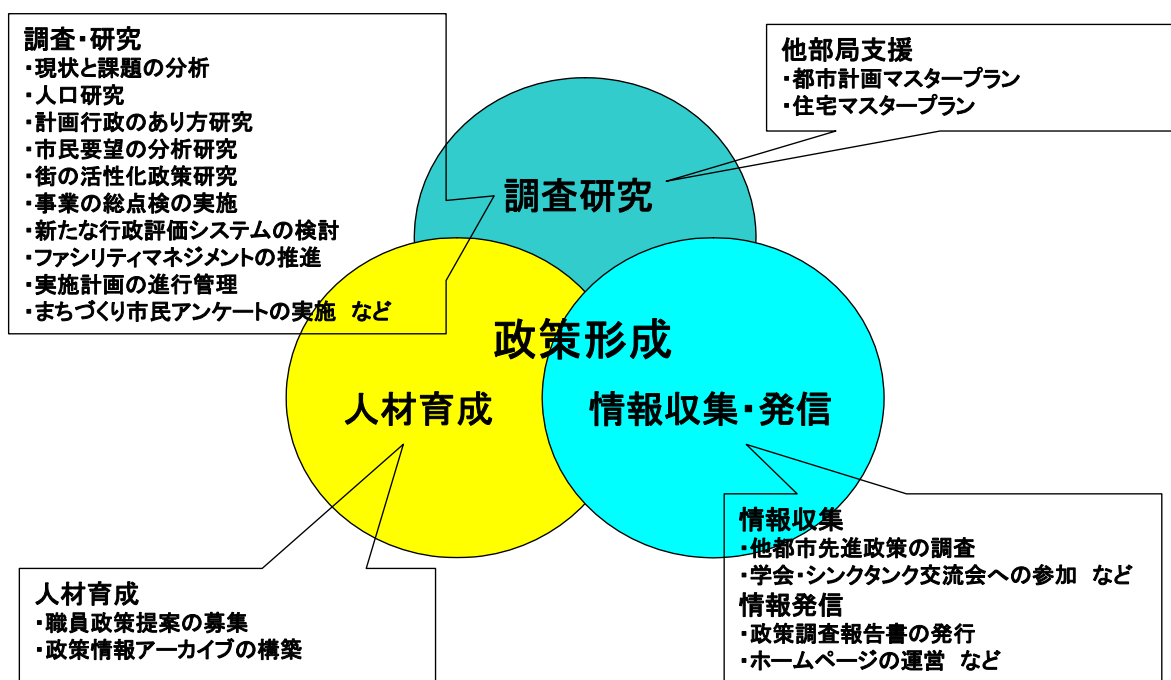 調査・研究
・現状と課題の分析
・人口研究
・計画行政のあり方研究
・市民要望の分析研究
・街の活性化政策研究
・事業の総点検の実施
・新たな行政評価システムの検討
・ファシリティマネジメントの推進
・実施計画の進行管理
・まちづくり市民アンケートの実施 など
他部局支援
・都市計画マスタープラン
・住宅マスタープラン
調査研究
政策形成
人材育成
情報収集・発信
人材育成
・職員政策提案の募集
・政策情報アーカイブの構築
情報収集
・他都市先進政策の調査
・学会・シンクタンク交流会への参加 など
情報発信
・政策調査報告書の発行
・ホームページの運営 など